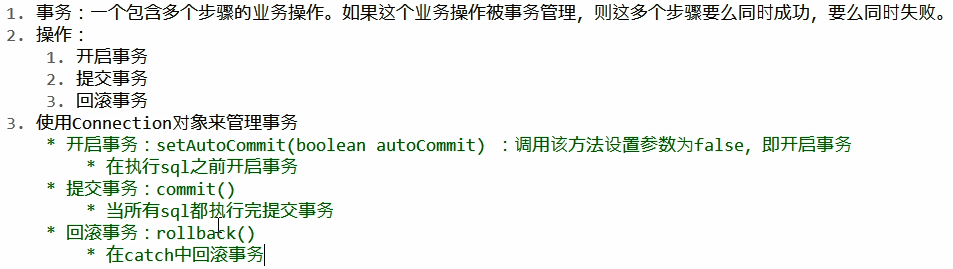 1. 事务：一个包含多个步骤的业务操作。如果这个业务操作被事务管理，则这多个步骤要么同时成功，要么同时失败。
2. 操作：
1. 开启事务
2. 提交事务
3. 回滚事务
3. 使用Connection对象来管理事务
* 开启事务：setAutoCommit(boolean autoCommit) ：调用该方法设置参数为false，即开启事务
* 在执行sql之前开启事务
* 提交事务：commit()
* 当所有sql都执行完提交事务
* 回滚事务：rollback()
* 在catch中回滚事务